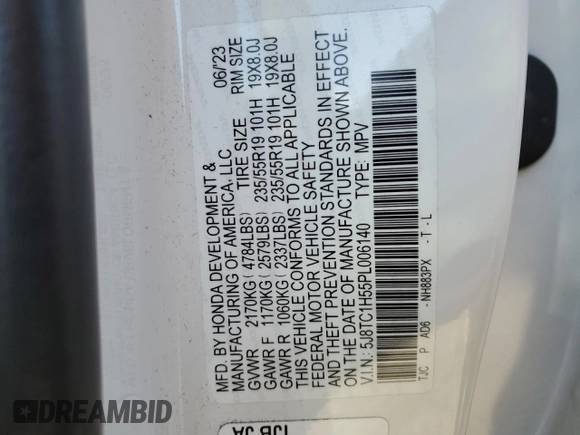 MFD. BY HONDA DEVELOPMENT & 06/'23
MANUFACTURING OF AMERICA, LLC
TIRE SIZE RIM SIZE
GVWR 2170KG (4784LBS)
GAWR F 1170KG (2579LBS) 235/55R19 101H 19X8.0J
GAWR R 1060KG (2337LBS) 235/55R19 101H 19X8.0J
THIS VEHICLE CONFORMS TO ALL APPLICABLE
FEDERAL MOTOR VEHICLE SAFETY
AND THEFT PREVENTION STANDARDS IN EFFECT
ON THE DATE OF MANUFACTURE SHOWN ABOVE.
V.I.N: 5J8TC1H55PL006140 TYPE: MPV
TJC P AD6 - NH883PX - T - L
TJB JA
DREAMBID